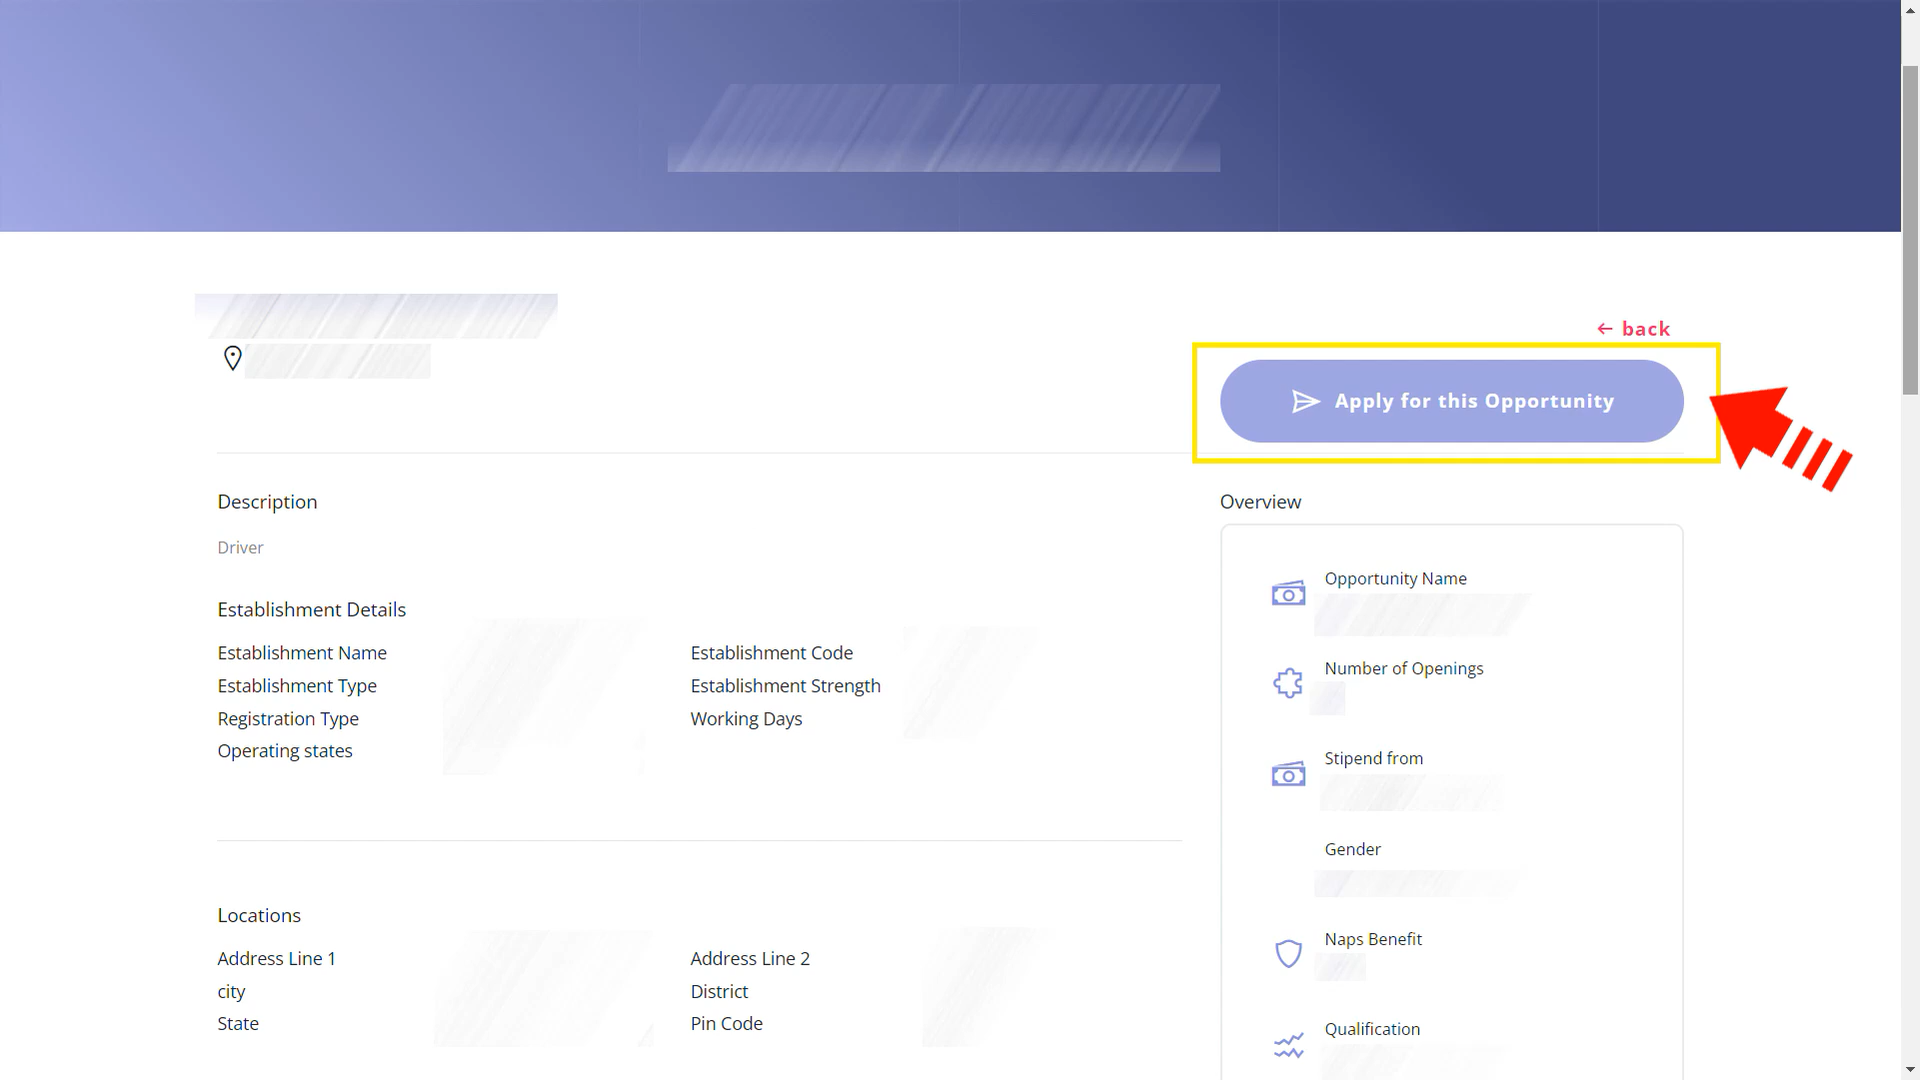 ← back
Apply for this Opportunity
Description
Driver
Establishment Details
Establishment Name
Establishment Code
Establishment Type
Establishment Strength
Registration Type
Working Days
Operating states
Locations
Address Line 1
Address Line 2
city
District
State
Pin Code
Overview
Opportunity Name
Number of Openings
Stipend from
Gender
Naps Benefit
Qualification